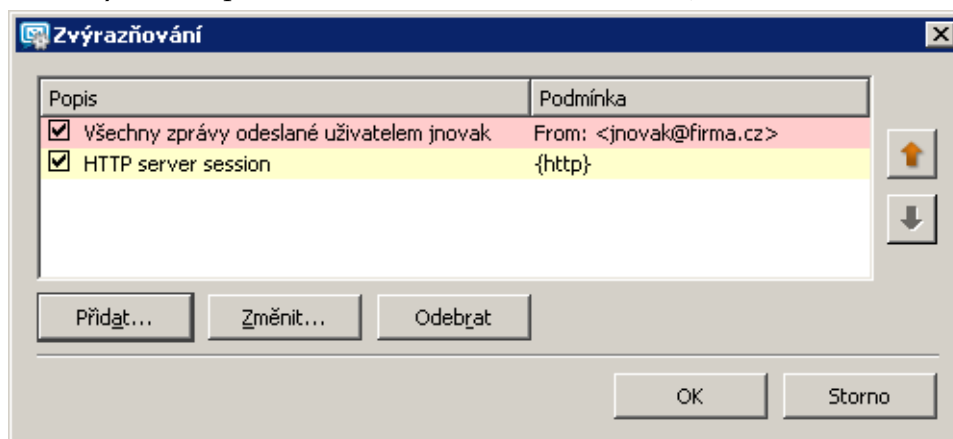 Zvýrazňování
Popis Podmínka
Všechny zprávy odeslané uživatelem jnovak From: <jnovak@firma.cz>
HTTP server session {http}
Přidat... Změnit... Odebrat
OK Storno